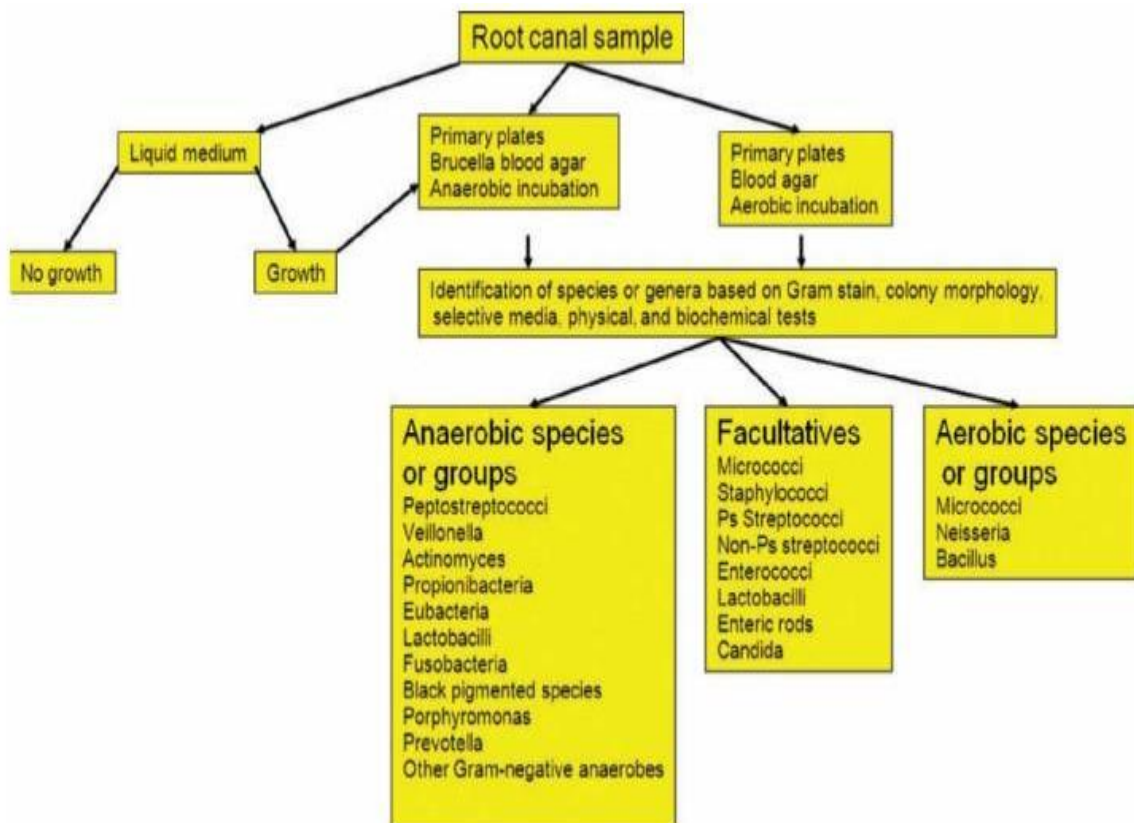 Root canal sample
Liquid medium
Primary plates
Brucella blood agar
Anaerobic incubation
Primary plates
Blood agar
Aerobic incubation
No growth
Growth
Identification of species or genera based on Gram stain, colony morphology,
selective media, physical, and biochemical tests
Anaerobic species
or groups
Peptostreptococci
Veillonella
Actinomyces
Propionibacteria
Eubacteria
Lactobacilli
Fusobacteria
Black pigmented species
Porphyromonas
Prevotella
Other Gram-negative anaerobes
Facultatives
Micrococci
Staphylococci
Ps Streptococci
Non-Ps streptococci
Enterococci
Lactobacilli
Enteric rods
Candida
Aerobic species
or groups
Micrococci
Neisseria
Bacillus